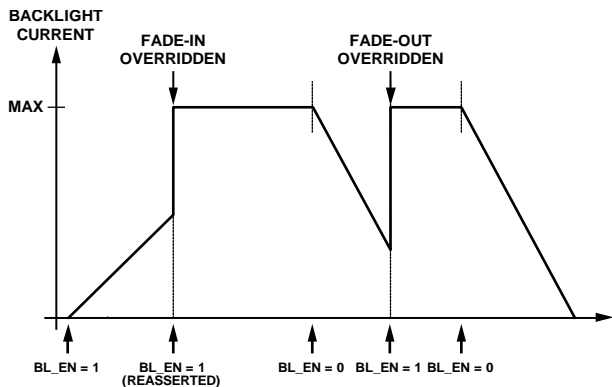 BACKLIGHT
CURRENT
FADE-IN
OVERRIDDEN
FADE-OUT
OVERRIDDEN
MAX
BL_EN = 1
BL_EN = 1
(REASSERTED)
BL_EN = 0
BL_EN = 1
BL_EN = 0